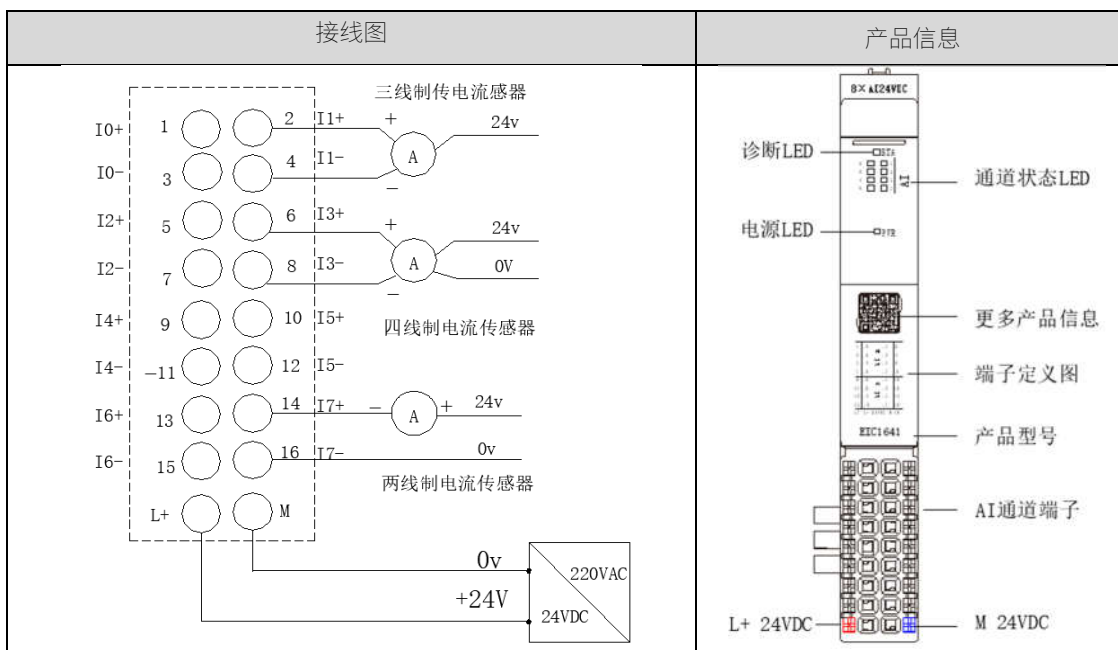 接线图
产品信息
三线制传电流感器
I0+ 1 2 I1+ + 24v
A
I0- 3 4 I1- -
I2+ 5 6 I3+ + 24v
A
I2- 7 8 I3- 0V
-
I4+ 9 10 I5+ 四线制电流传感器
I4- -11 12 I5-
I6+ 13 14 I7+ - A + 24v
I6- 15 16 I7- 0v
两线制电流传感器
L+ M
0v
220VAC
+24V
24VDC
8×AI24VEC
诊断LED
STA
AI
通道状态LED
电源LED
PWR
更多产品信息
端子定义图
EIC1641
产品型号
AI通道端子
L+ 24VDC
M 24VDC